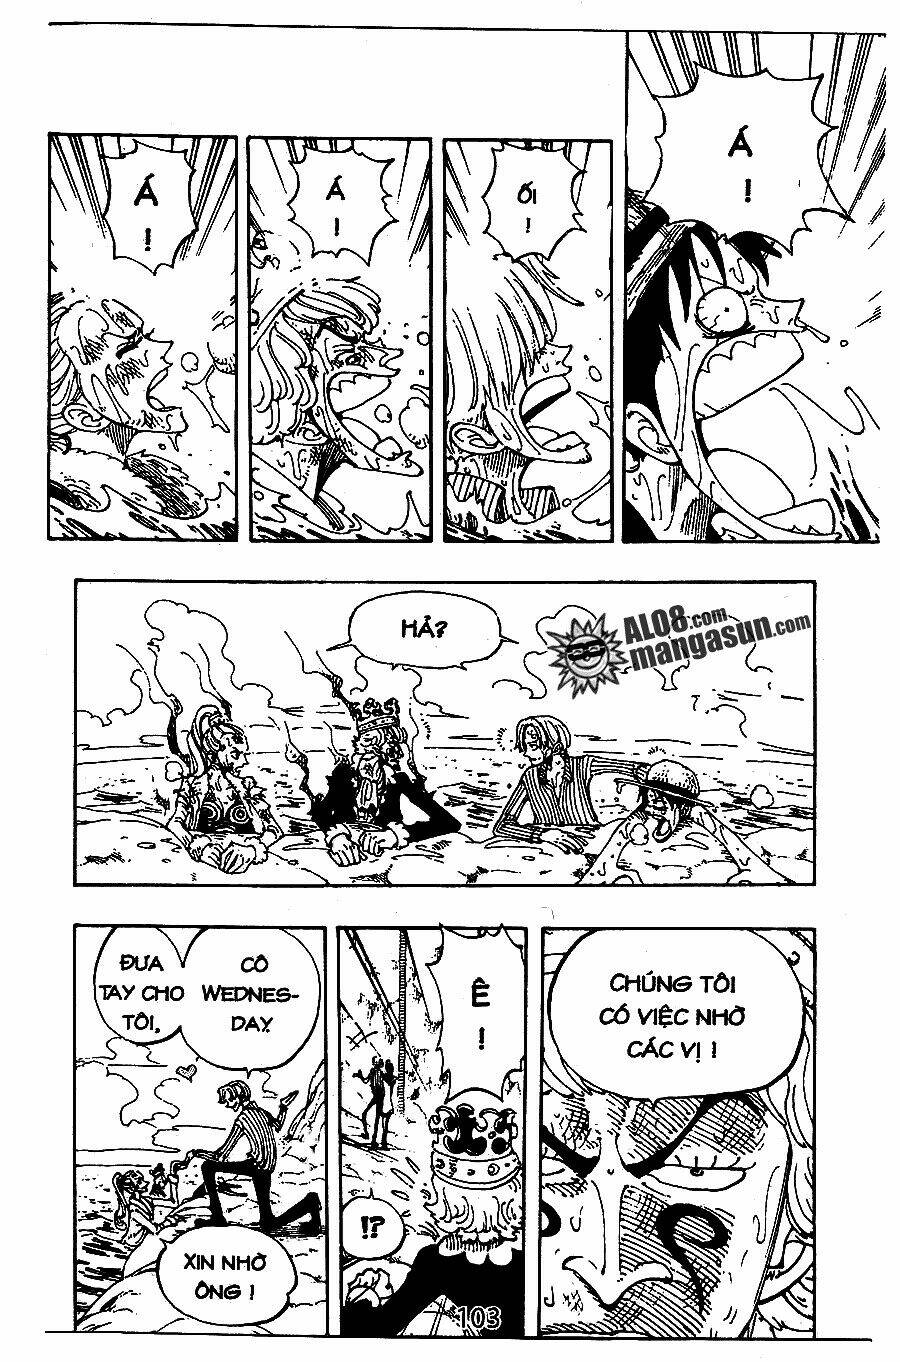 Á
!
Á
!
ỐI
!
Á
!
HẢ?
AL08.com
mangasun.com
ĐƯA
TAY CHO
TÔI,
CÔ
WEDNES-
DAY.
XIN NHỜ
ÔNG !
Ê
!
!?
CHÚNG TÔI
CÓ VIỆC NHỜ
CÁC VỊ !
103